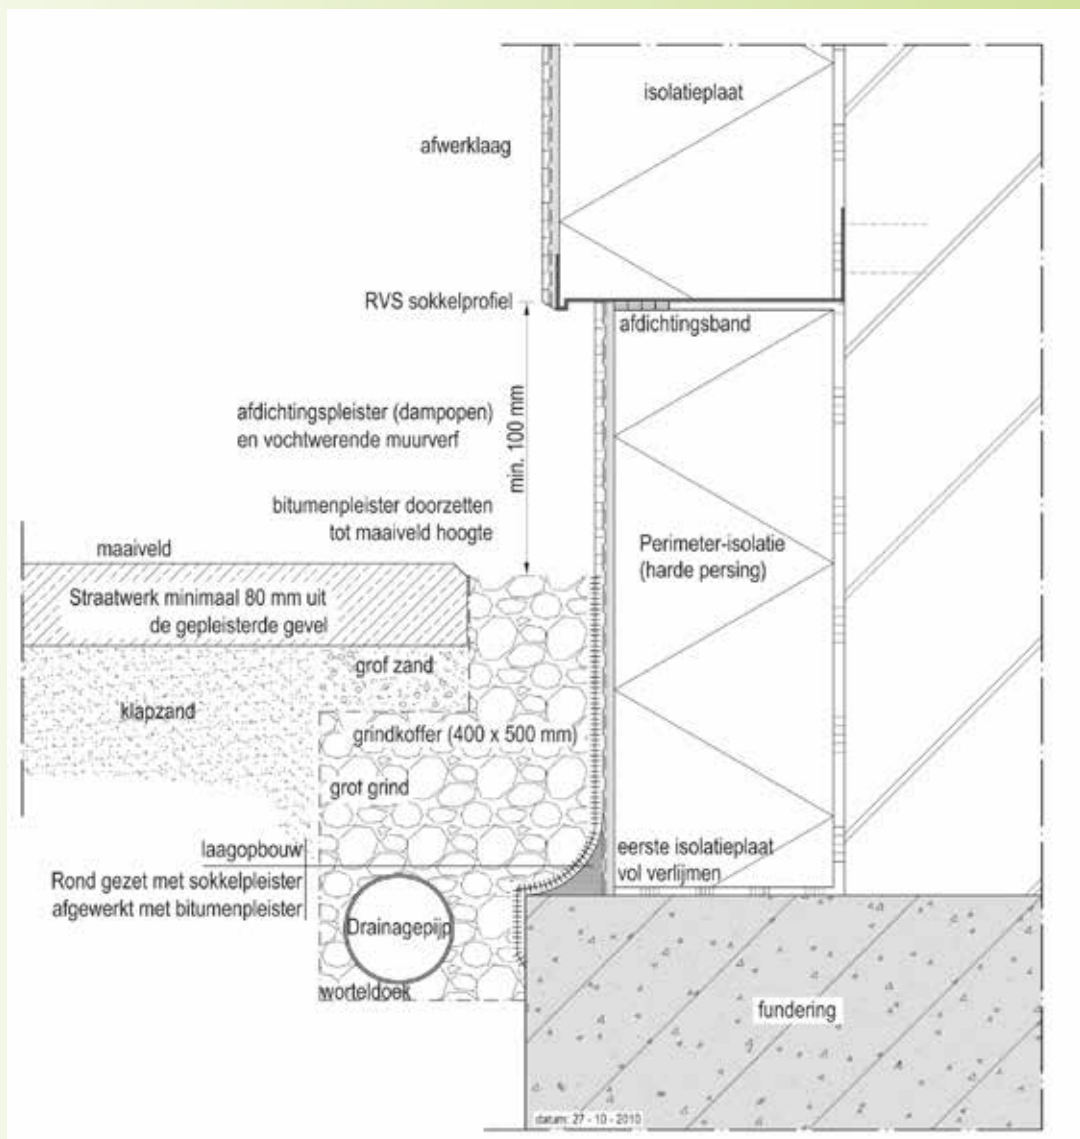 isolatieplaat
afwerklaag
RVS sokkelprofiel
afdichtingsband
afdichtingspleister (dampopen)
en vochtwerende muurverf
min. 100 mm
bitumenpleister doorzetten
tot maaiveld hoogte
maaiveld
Perimeter-isolatie
(harde persing)
Straatwerk minimaal 80 mm uit
de gepleisterde gevel
grof zand
klapzand
grindkoffer (400 x 500 mm)
grot grind
laagopbouw
eerste isolatieplaat
vol verlijmen
Rond gezet met sokkelpleister
afgewerkt met bitumenpleister
Drainagepijp
worteldoek
fundering
datum: 27 - 10 - 2010